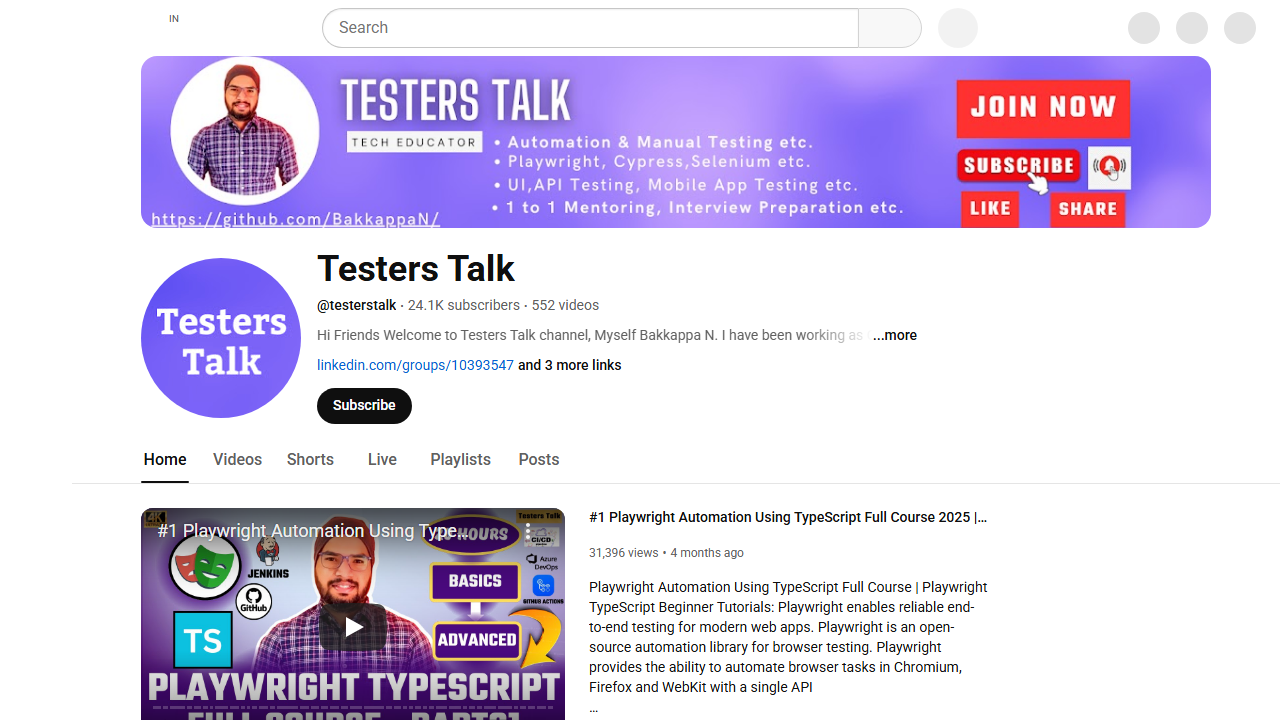 IN
Search
TESTERS TALK
TECH EDUCATOR
• Automation & Manual Testing etc.
• Playwright, Cypress,Selenium etc.
• UI,API Testing, Mobile App Testing etc.
• 1 to 1 Mentoring, Interview Preparation etc.
https://github.com/BakkappaN/
JOIN NOW
SUBSCRIBE
LIKE
SHARE
Testers
Talk
Testers Talk
@testerstalk · 24.1K subscribers · 552 videos
Hi Friends Welcome to Testers Talk channel, Myself Bakkappa N. I have been working as ...more
linkedin.com/groups/10393547 and 3 more links
Subscribe
Home Videos Shorts Live Playlists Posts
4K
#1 Playwright Automation Using Type...
HOURS
Testers Talk
CI/CD
JENKINS
GitHub
Azure
DevOps
GITHUB ACTIONS
BASICS
ADVANCED
TS
PLAYWRIGHT TYPESCRIPT
#1 Playwright Automation Using TypeScript Full Course 2025 |...
31,396 views • 4 months ago
Playwright Automation Using TypeScript Full Course | Playwright
TypeScript Beginner Tutorials: Playwright enables reliable end-
to-end testing for modern web apps. Playwright is an open-
source automation library for browser testing. Playwright
provides the ability to automate browser tasks in Chromium,
Firefox and WebKit with a single API
...